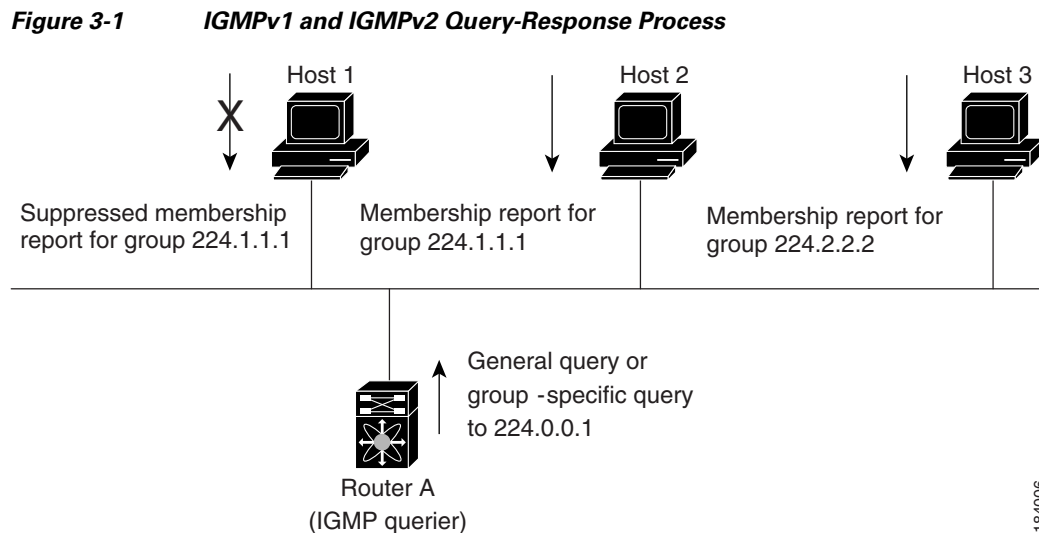 Figure 3-1 IGMPv1 and IGMPv2 Query-Response Process
Host 1
Host 2
Host 3
X
Suppressed membership
report for group 224.1.1.1
Membership report for
group 224.1.1.1
Membership report for
group 224.2.2.2
General query or
group -specific query
to 224.0.0.1
Router A
(IGMP querier)